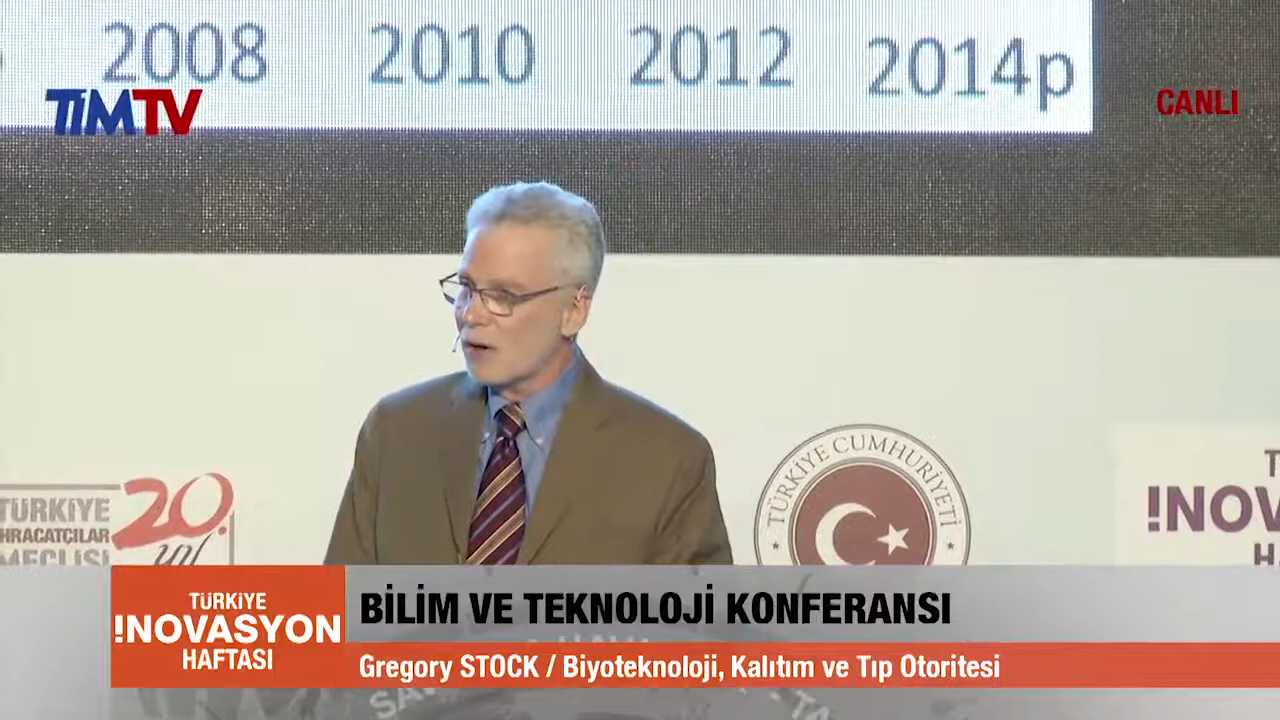 2008 2010 2012 2014p
TİMTV
CANLI
TÜRKİYE CUMHURİYETİ
TÜRKİYE
HRACATÇILAR
MECLİSİ
20.
yıl
!NOV
TÜRKİYE
!NOVASYON
HAFTASI
BİLİM VE TEKNOLOJİ KONFERANSI
Gregory STOCK / Biyoteknoloji, Kalıtım ve Tıp Otoritesi